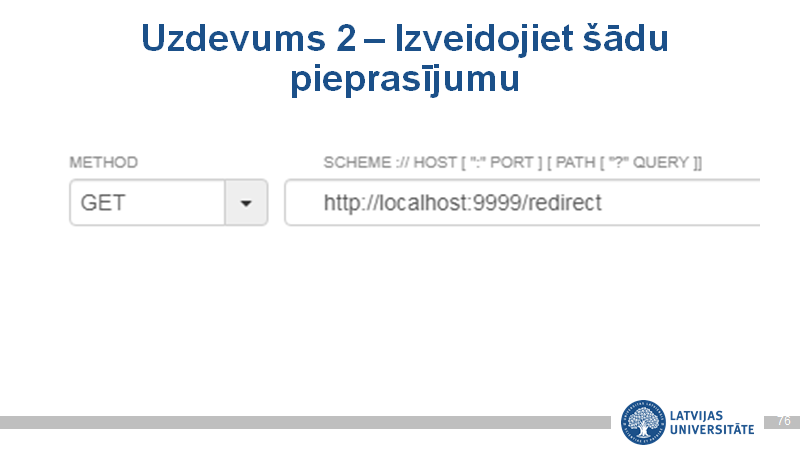 Uzdevums 2 – Izveidojiet šādu
pieprasījumu
METHOD
SCHEME :// HOST [ ":" PORT ] [ PATH [ "?" QUERY ]]
GET
http://localhost:9999/redirect
LATVIJAS
UNIVERSITĀTE
76